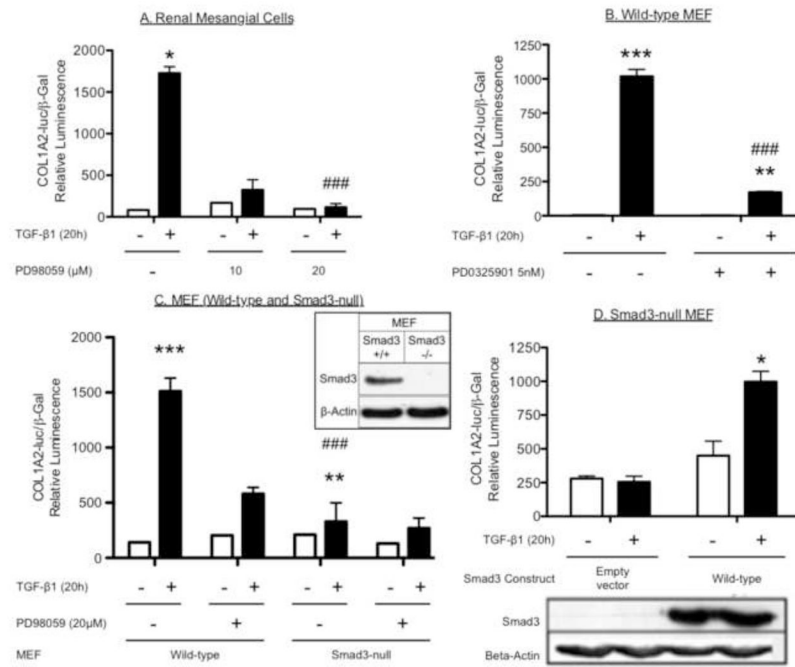 A. Renal Mesangial Cells
COL1A2-luc/β-Gal
Relative Luminescence
2000
1500
1000
500
0
*
###
TGF-β1 (20h) - + - + - +
PD98059 (μM) - 10 20
B. Wild-type MEF
COL1A2-luc/β-Gal
Relative Luminescence
1250
1000
750
500
250
0
***
###
**
TGF-β1 (20h) - + - +
PD0325901 5nM) - - + +
C. MEF (Wild-type and Smad3-null)
COL1A2-luc/β-Gal
Relative Luminescence
2000
1500
1000
500
0
***
###
**
MEF
Smad3 Smad3
+/+ -/-
Smad3
β-Actin
TGF-β1 (20h) - + - + - + - +
PD98059 (20μM) - + - +
MEF Wild-type Smad3-null
D. Smad3-null MEF
COL1A2-luc/β-Gal
Relative Luminescence
1250
1000
750
500
250
0
*
TGF-β1 (20h) - + - +
Smad3 Construct Empty vector Wild-type
Smad3
Beta-Actin